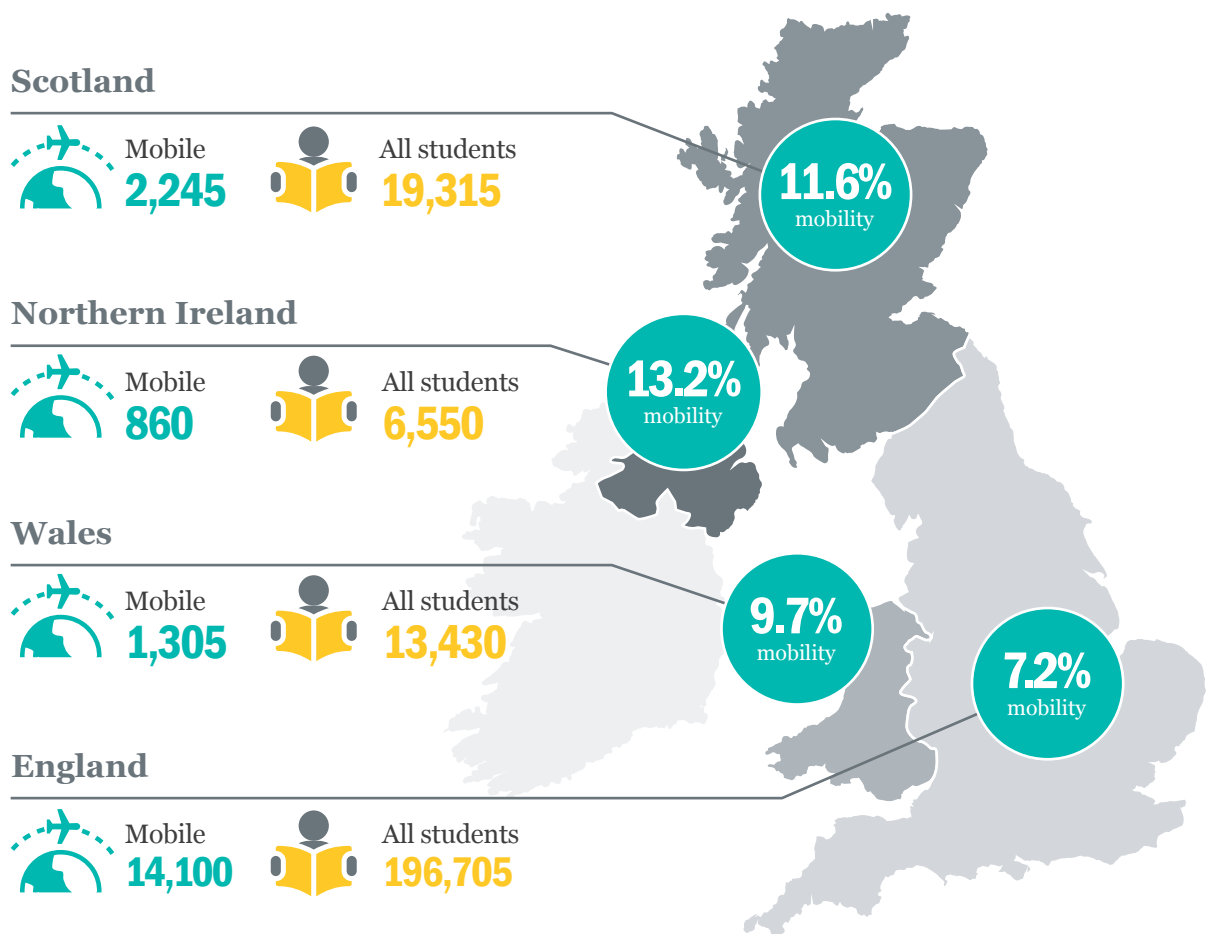 Scotland
Mobile
2,245
All students
19,315
11.6%
mobility
Northern Ireland
Mobile
860
All students
6,550
13.2%
mobility
Wales
Mobile
1,305
All students
13,430
9.7%
mobility
England
Mobile
14,100
All students
196,705
7.2%
mobility